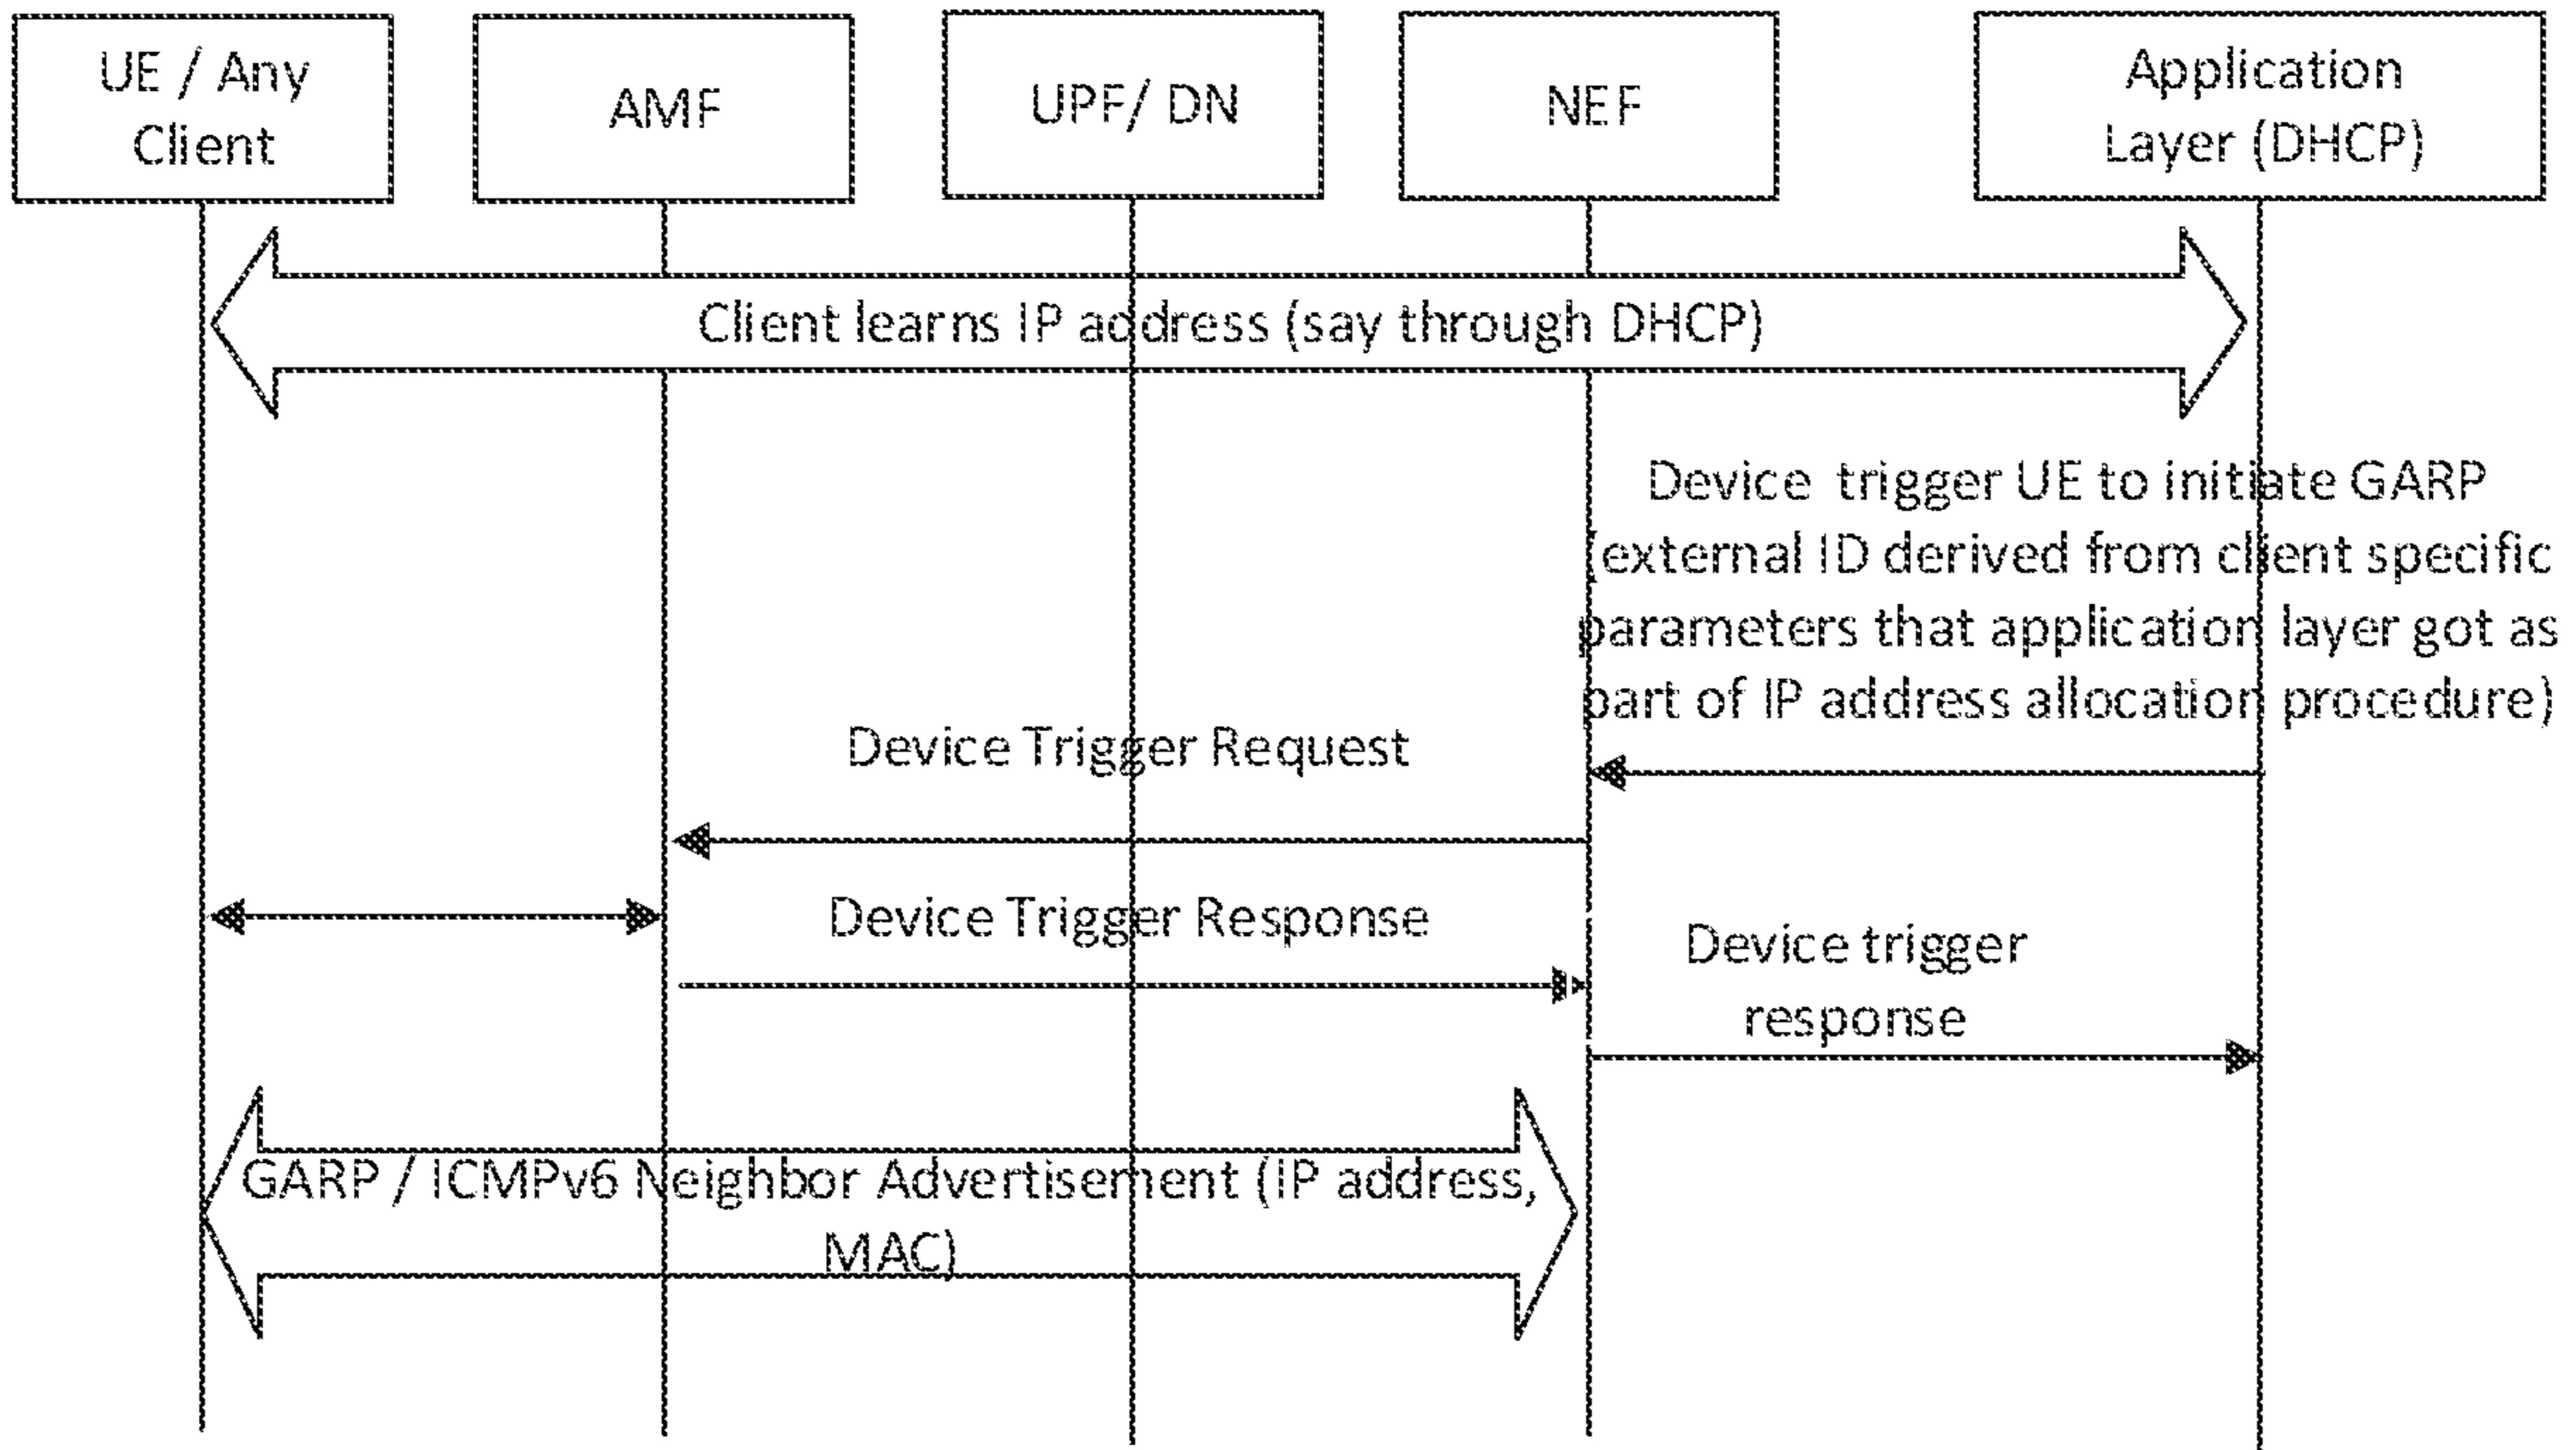 UE / Any
Client
AMF
UPF/ DN
NEF
Application
Layer (DHCP)
Client learns IP address (say through DHCP)
Device trigger UE to initiate GARP
(external ID derived from client specific
parameters that application layer got as
part of IP address allocation procedure)
Device Trigger Request
Device Trigger Response
Device trigger
response
GARP / ICMPv6 Neighbor Advertisement (IP address,
MAC)